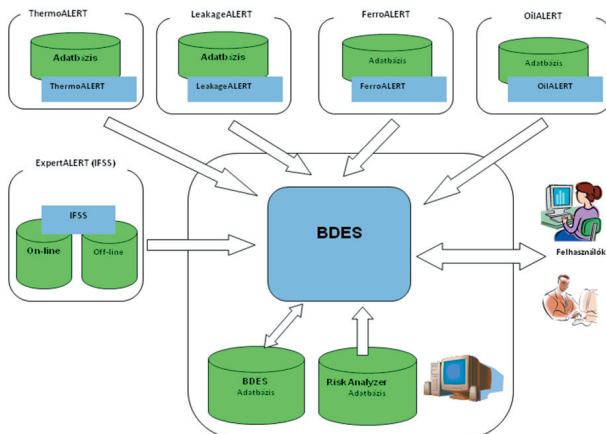 ThermoALERT
LeakageALERT
FerroALERT
OilALERT
Adatbázis
ThermoALERT
Adatbázis
LeakageALERT
Adatbázis
FerroALERT
Adatbázis
OilALERT
ExpertALERT (IFSS)
IFSS
On-line
Off-line
BDES
Felhasználók
BDES
Adatbázis
Risk Analyzer
Adatbázis